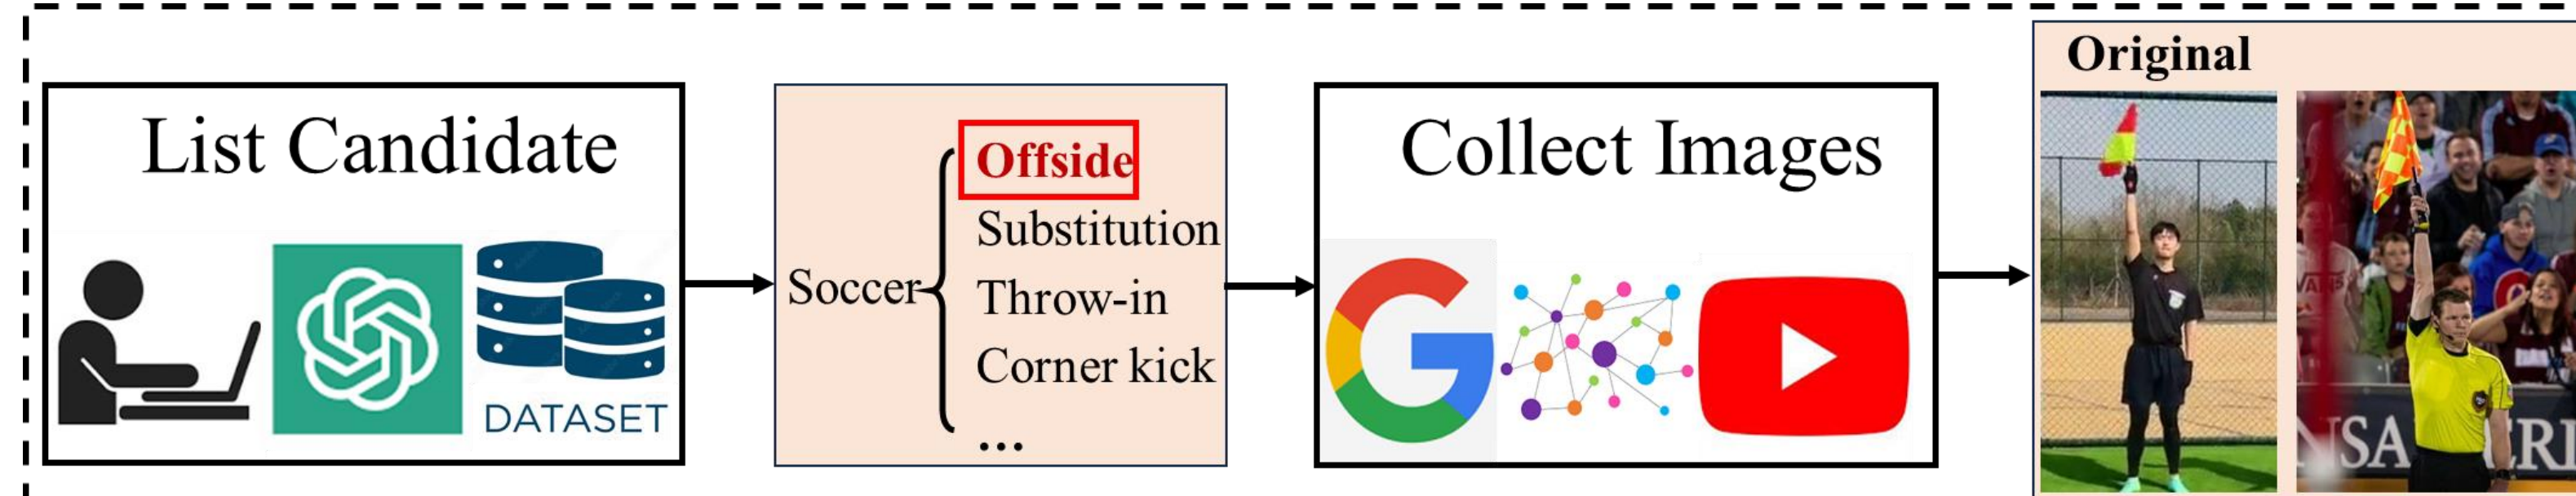 List Candidate
DATASET
Soccer
Offside
Substitution
Throw-in
Corner kick
...
Collect Images
Original